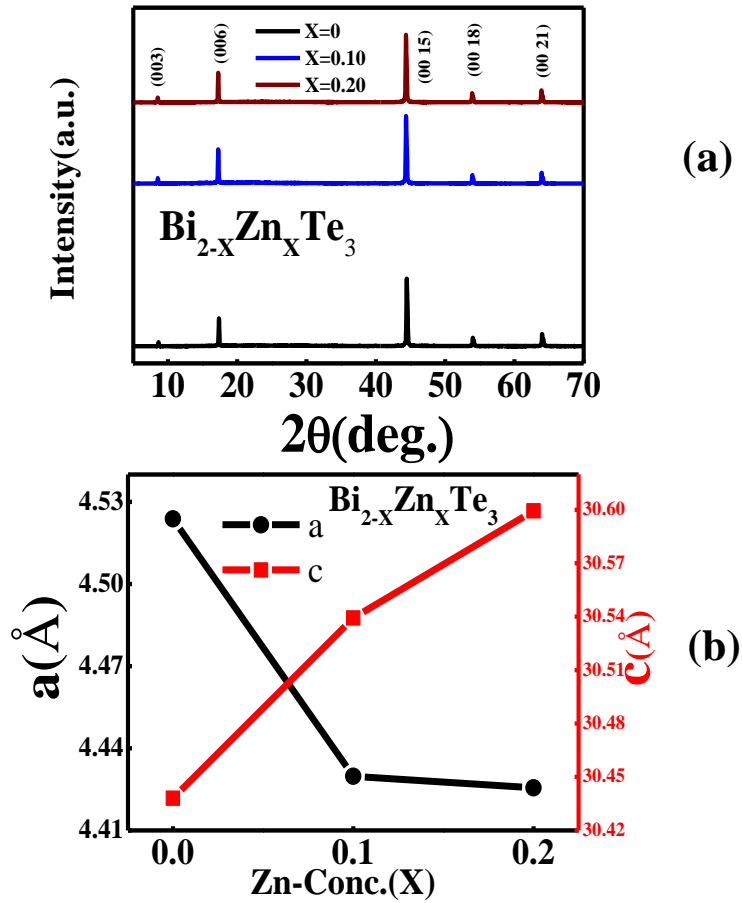 X=0
X=0.10
X=0.20
(003)
(006)
(00 15)
(00 18)
(00 21)
Intensity(a.u.)
(a)
Bi2-XZnXTe3
10 20 30 40 50 60 70
2θ(deg.)
Bi2-XZnXTe3
a
c
4.53
4.50
4.47
4.44
4.41
a(Å)
30.60
30.57
30.54
30.51
30.48
30.45
30.42
c(Å)
(b)
0.0 0.1 0.2
Zn-Conc.(X)